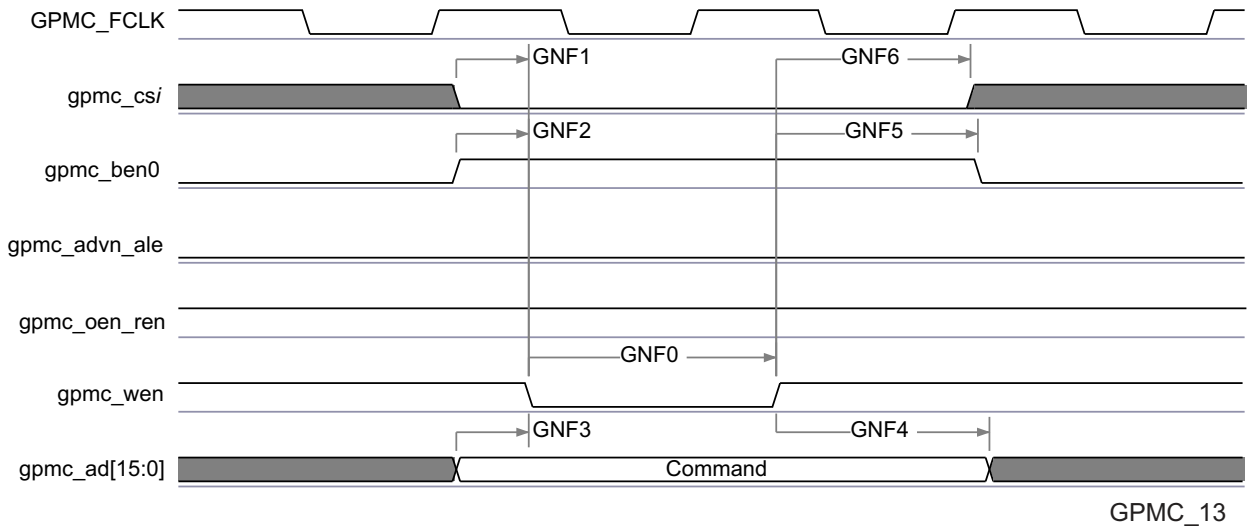 GPMC_FCLK
GNF1
GNF6
gpmc_csi
GNF2
GNF5
gpmc_ben0
gpmc_advn_ale
gpmc_oen_ren
GNF0
gpmc_wen
GNF3
GNF4
gpmc_ad[15:0]
Command
GPMC_13